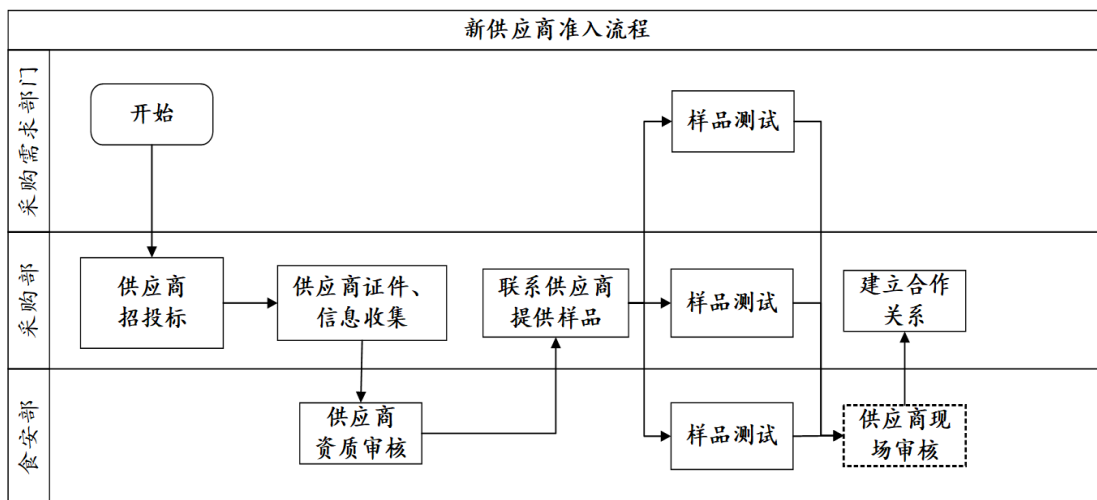 新供应商准入流程
采购需求部门
开始
样品测试
采购部
供应商
招投标
供应商证件、
信息收集
联系供应商
提供样品
样品测试
建立合作
关系
食安部
供应商
资质审核
样品测试
供应商现
场审核